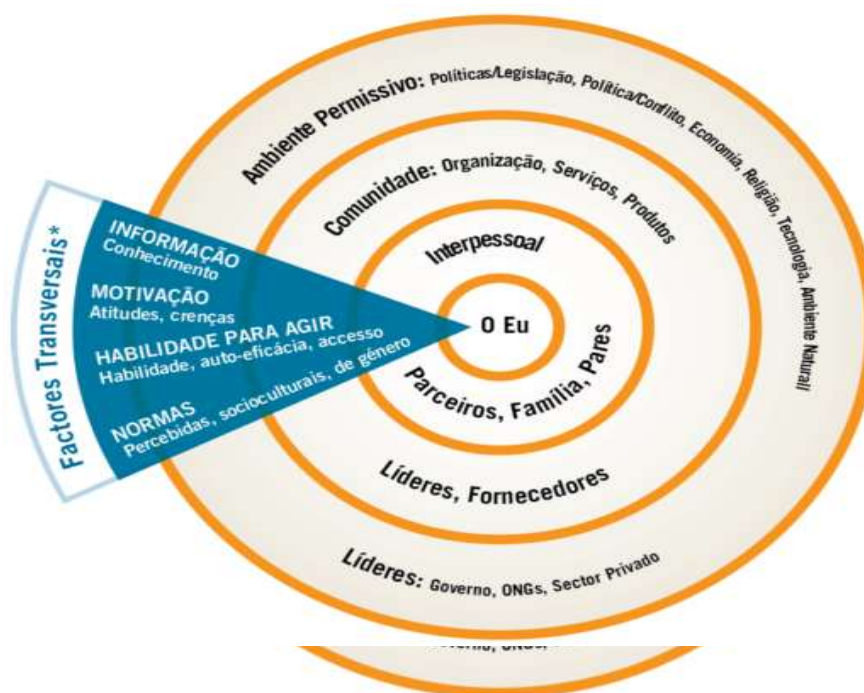 Ambiente Permissivo: Políticas/Legislação, Política/Conflito, Economia, Religião, Tecnologia, Ambiente Naturall
Comunidade: Organização, Serviços, Produtos
Interpessoal
O Eu
Parceiros, Família, Pares
Líderes, Fornecedores
Líderes: Governo, ONGs, Sector Privado
Factores Transversais*
INFORMAÇÃO
Conhecimento
MOTIVAÇÃO
Atitudes, crenças
HABILIDADE PARA AGIR
Habilidade, auto-eficácia, accesso
NORMAS
Percebidas, socioculturais, de género